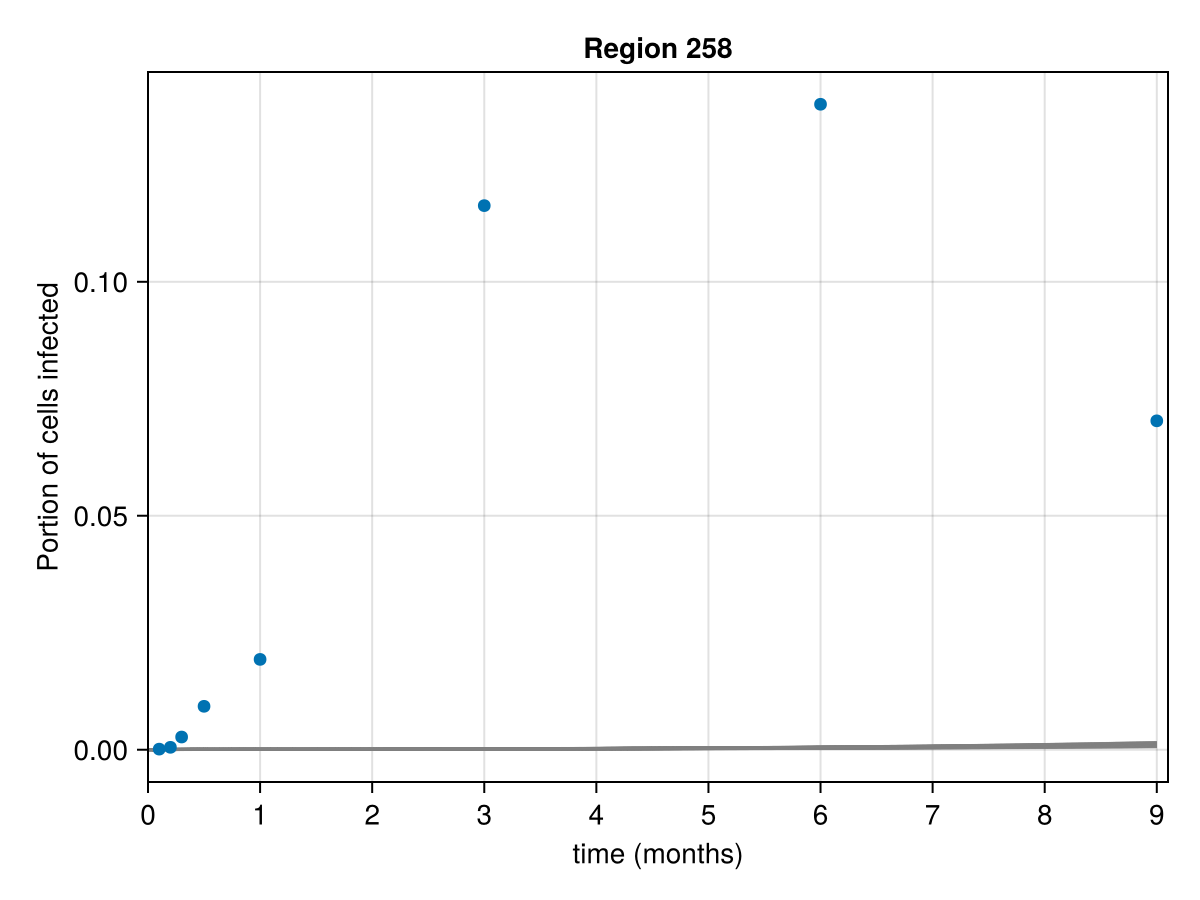 Region 258
Portion of cells infected
0.10
0.05
0.00
0 1 2 3 4 5 6 7 8 9
time (months)